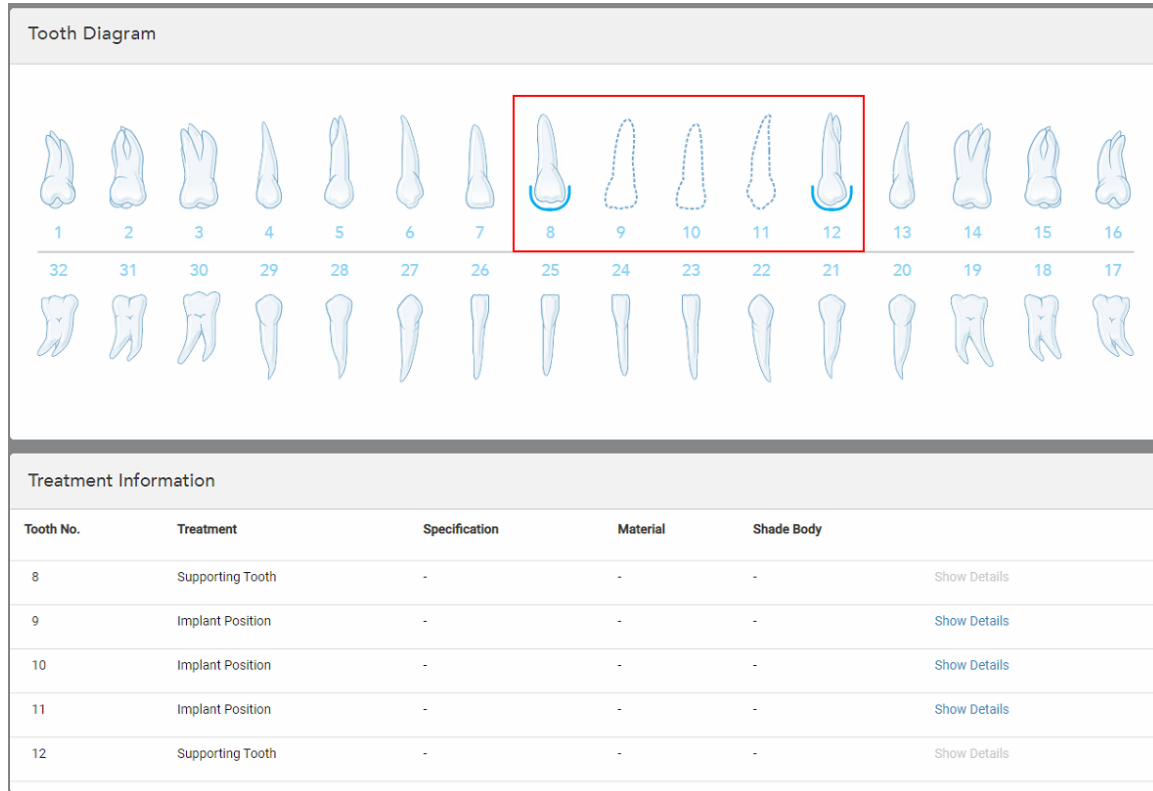 Tooth Diagram
1 2 3 4 5 6 7 8 9 10 11 12 13 14 15 16
32 31 30 29 28 27 26 25 24 23 22 21 20 19 18 17
Treatment Information
Tooth No. Treatment Specification Material Shade Body
8 Supporting Tooth - - - Show Details
9 Implant Position - - - Show Details
10 Implant Position - - - Show Details
11 Implant Position - - - Show Details
12 Supporting Tooth - - - Show Details